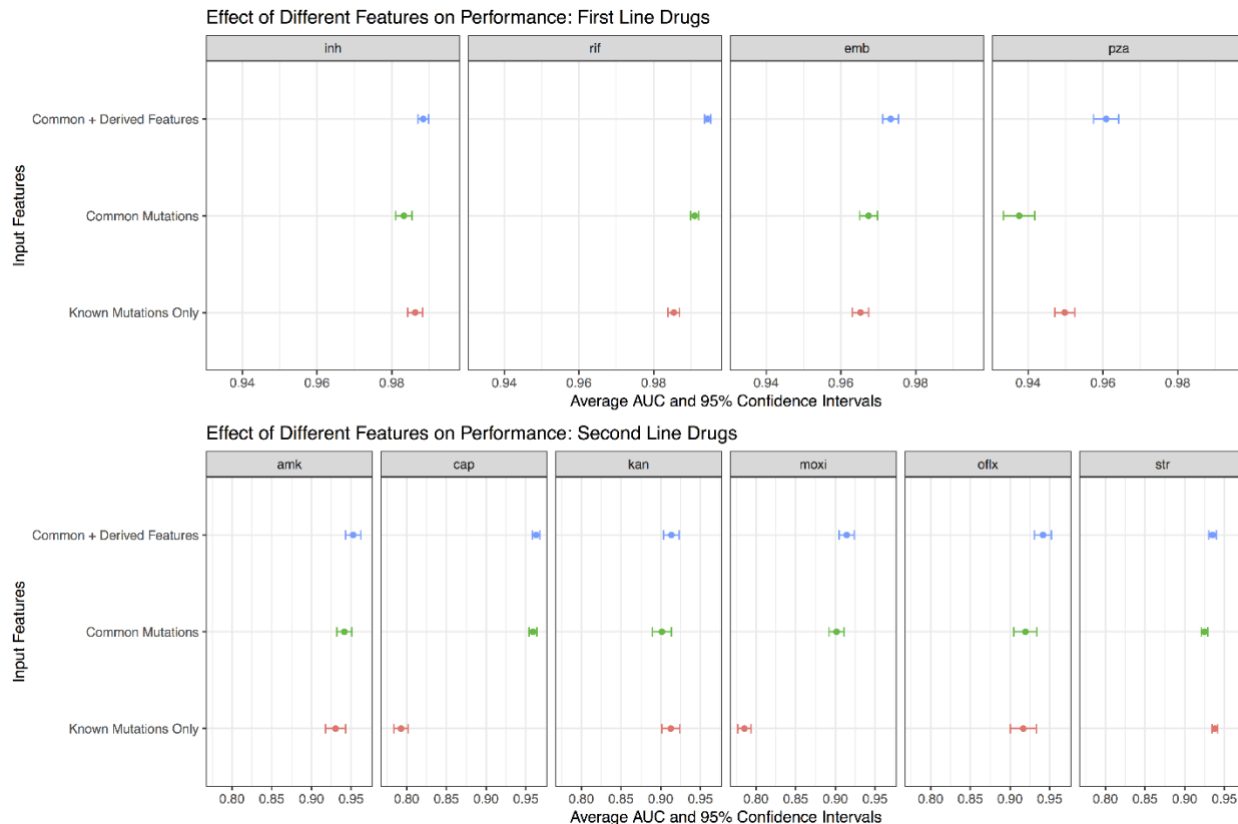 Effect of Different Features on Performance: First Line Drugs
inh rif emb pza
Common + Derived Features
Common Mutations
Known Mutations Only
Input Features
0.94 0.96 0.98 0.94 0.96 0.98 0.94 0.96 0.98 0.94 0.96 0.98
Average AUC and 95% Confidence Intervals
Effect of Different Features on Performance: Second Line Drugs
amk cap kan moxi oflx str
Common + Derived Features
Common Mutations
Known Mutations Only
Input Features
0.80 0.85 0.90 0.95 0.80 0.85 0.90 0.95 0.80 0.85 0.90 0.95 0.80 0.85 0.90 0.95 0.80 0.85 0.90 0.95 0.80 0.85 0.90 0.95
Average AUC and 95% Confidence Intervals